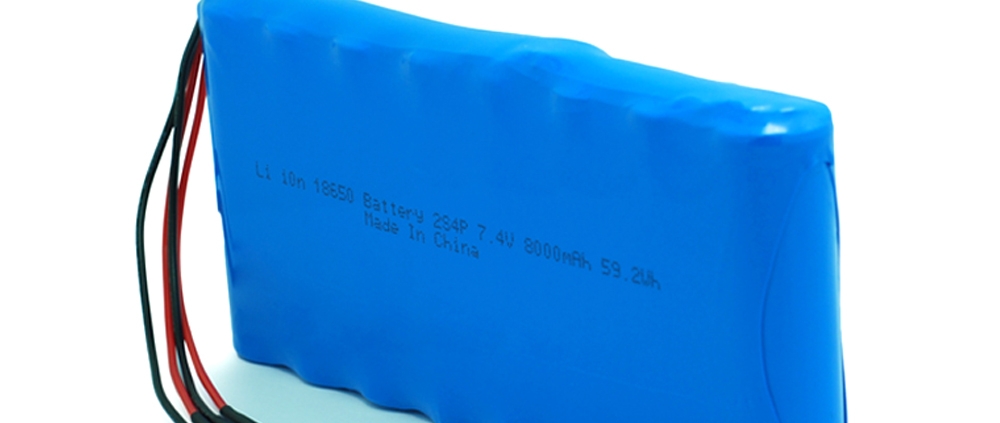 Li ion 18650 Battery 2S4P 7.4V 8000mAh 59.2Wh
Made In China